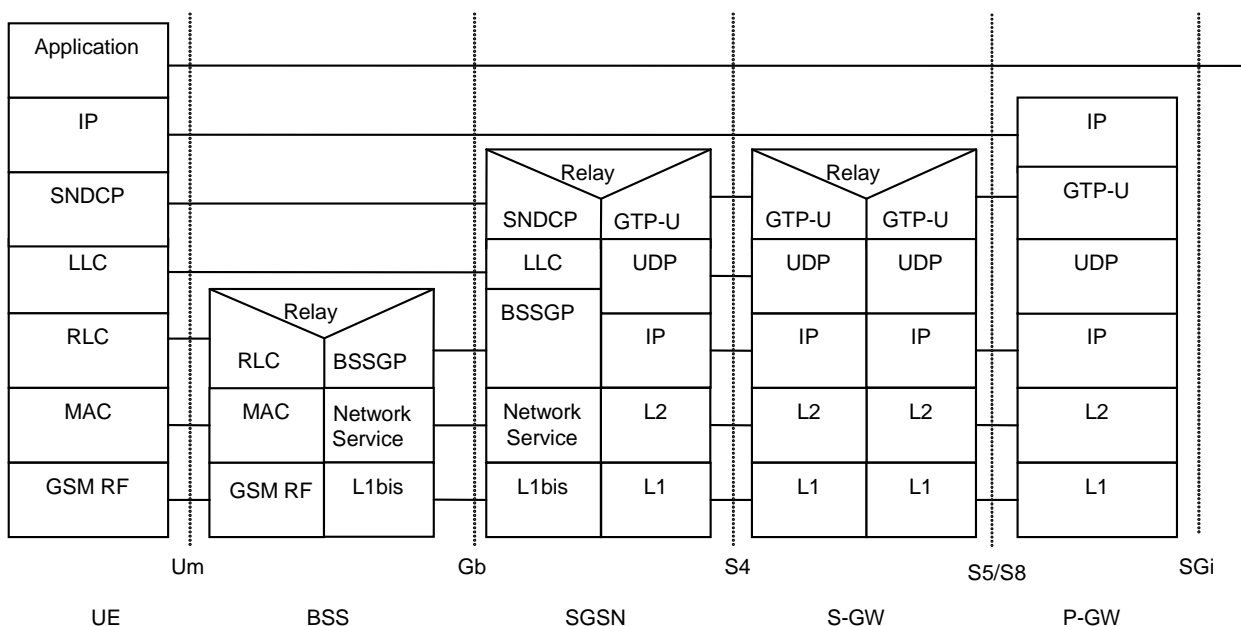 Application
IP IP
Relay Relay
SNDCP GTP-U
SNDCP GTP-U GTP-U GTP-U
LLC LLC UDP UDP UDP UDP
Relay BSSGP
RLC IP IP IP IP
RLC BSSGP
MAC MAC Network Service Network Service L2 L2 L2 L2
GSM RF GSM RF L1bis L1bis L1 L1 L1 L1
Um Gb S4 S5/S8 SGi
UE BSS SGSN S-GW P-GW